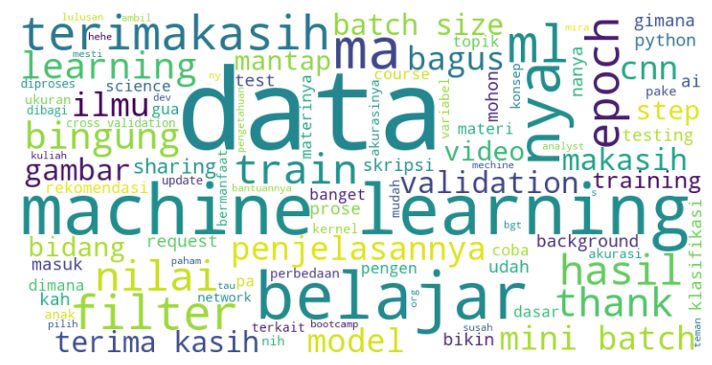 lulusan
ambil
terimakasih
hehe
mesti
ma
batch size
topik
bagus
ml
nya
epoch
gimana
python
mira
cnn
ai
pake
step
testing
learning
mantap
science
test
ny
dev
pengetahuan
data
materinya
akurasinya
course
variabel
nanya
mohon
konsep
materi
diproses
ukuran
dibagi
gua
ilmu
cross validation
bingung
kuliah
sharing
train
skripsi
video
makasih
gambar
update
bermanfaat
bantuannya
rekomendasi
banget
mudah
validation
mechine
training
analyst
machine learning
prose
kernel
s
klasifikasi
bidang
request
penjelasannya
coba
background
akurasi
masuk
perbedaan
pengen
udah
hasil
dimana
kah
nilai
paham
tau
network
pa
belajar
org
dasar
thank
anak
pilih
filter
terkait
bootcamp
susah
teman
terima kasih
nih
model
bikin
mini batch